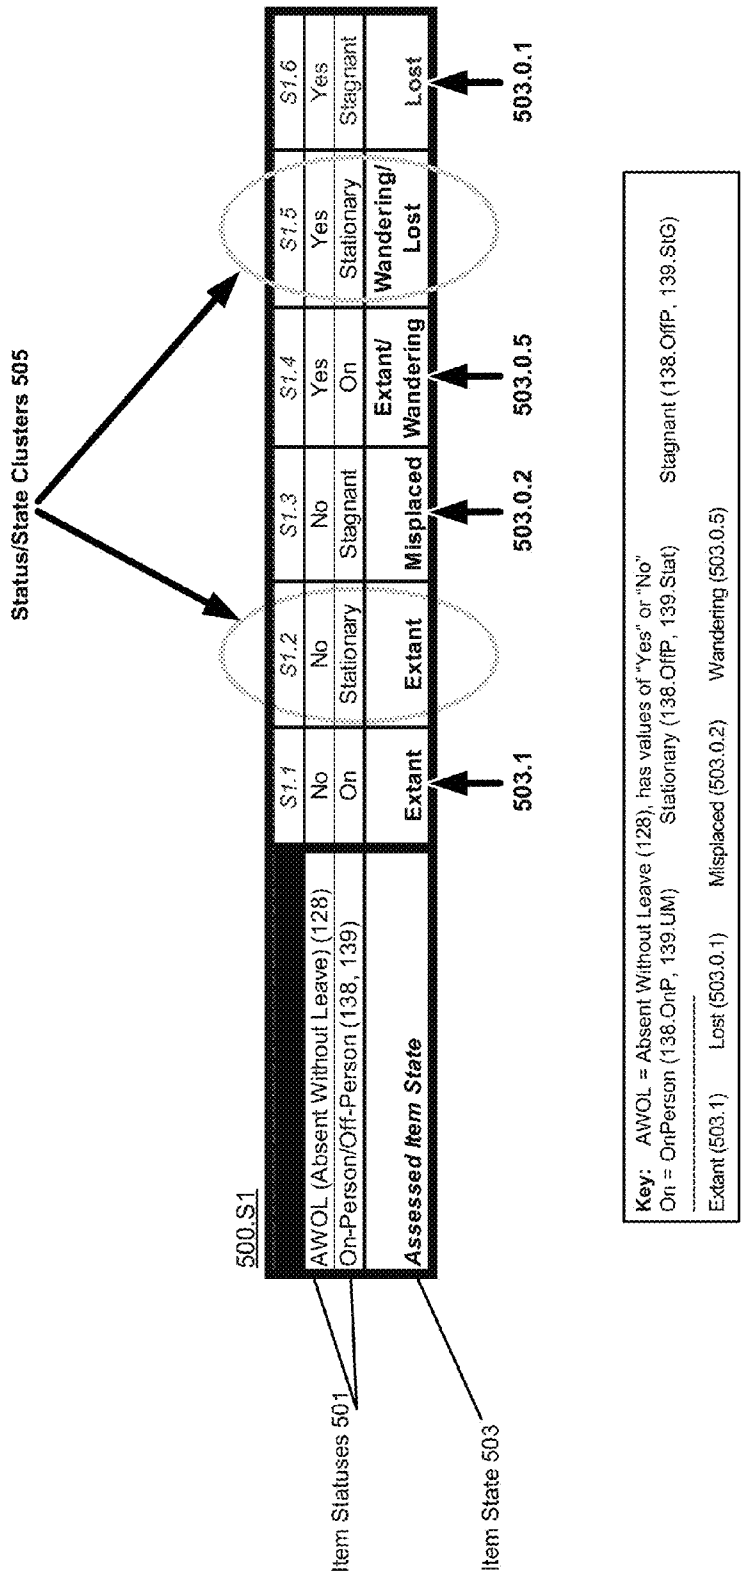 Status/State Clusters 505
500.S1
S1.1 S1.2 S1.3 S1.4 S1.5 S1.6
AWOL (Absent Without Leave) (128) No No No Yes Yes Yes
On-Person/Off-Person (138, 139) On Stationary Stagnant On Stationary Stagnant
Extant/ Wandering/
Assessed Item State Extant Extant Misplaced Wandering Lost Lost
Item Statuses 501
Item State 503
503.1 503.0.2 503.0.5 503.0.1
Key: AWOL = Absent Without Leave (128), has values of "Yes" or "No"
On = OnPerson (138.OnP, 139.UM) Stationary (138.OffP, 139.Stat) Stagnant (138.OffP, 139.StG)
Extant (503.1) Lost (503.0.1) Misplaced (503.0.2) Wandering (503.0.5)